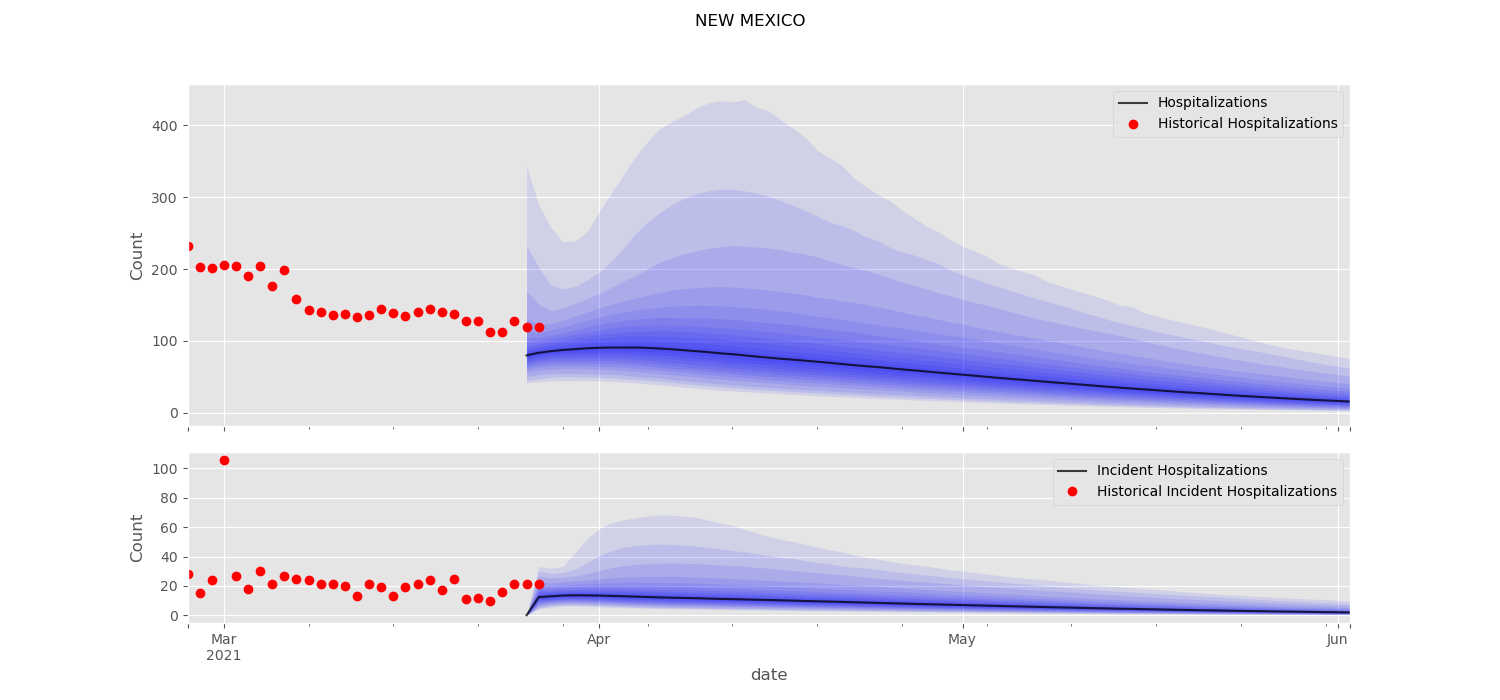 NEW MEXICO
Hospitalizations
Historical Hospitalizations
400
300
200
100
0
Count
Incident Hospitalizations
Historical Incident Hospitalizations
100
80
60
40
20
0
Count
Mar
2021
Apr
May
Jun
date